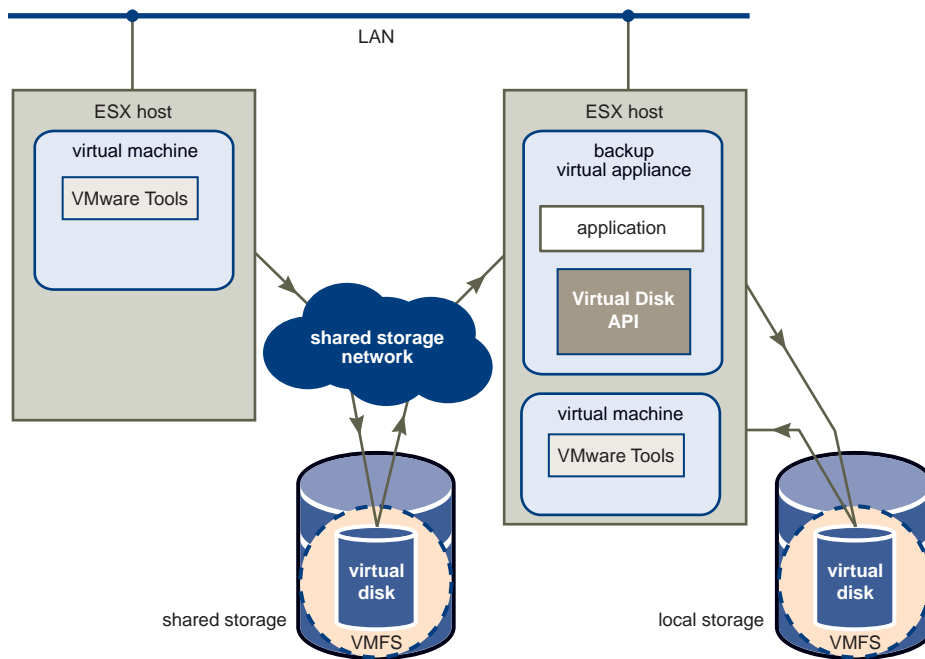 LAN
ESX host
virtual machine
VMware Tools
ESX host
backup
virtual appliance
application
Virtual Disk
API
shared storage
network
virtual machine
VMware Tools
virtual
disk
VMFS
shared storage
virtual
disk
VMFS
local storage